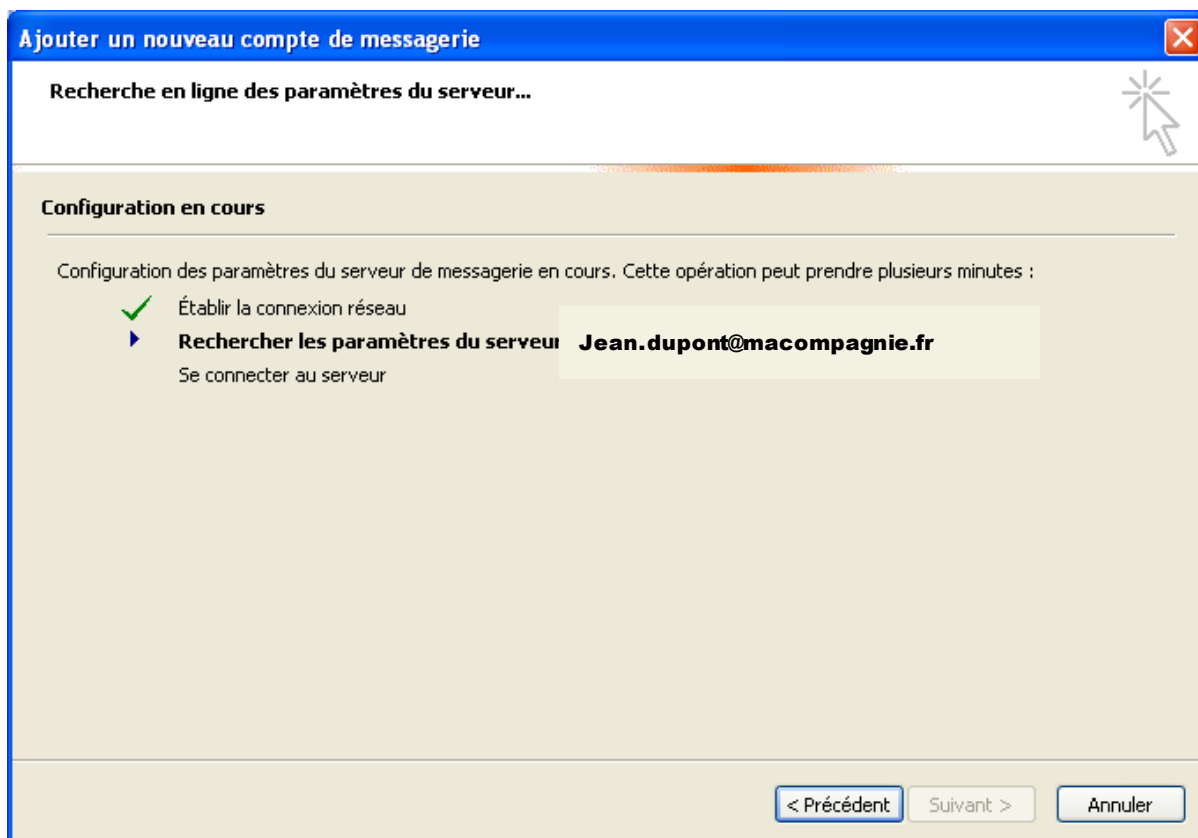 Ajouter un nouveau compte de messagerie
Recherche en ligne des paramètres du serveur...
Configuration en cours
Configuration des paramètres du serveur de messagerie en cours. Cette opération peut prendre plusieurs minutes :
Établir la connexion réseau
Rechercher les paramètres du serveur Jean.dupont@macompagnie.fr
Se connecter au serveur
< Précédent Suivant > Annuler